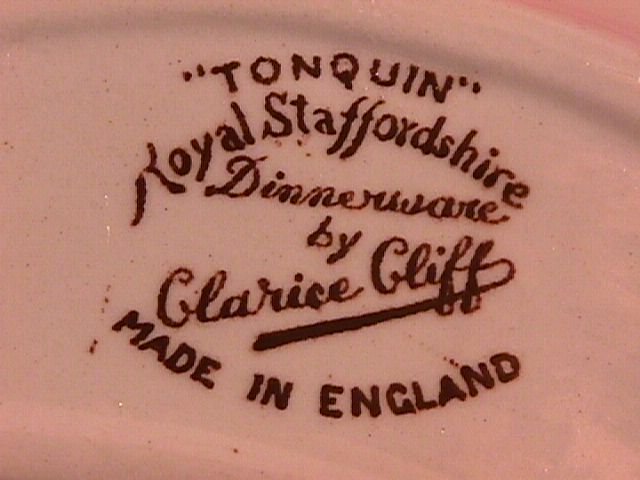 "TONQUIN"
Royal Staffordshire
Dinnerware
by
Clarice Cliff
MADE IN ENGLAND